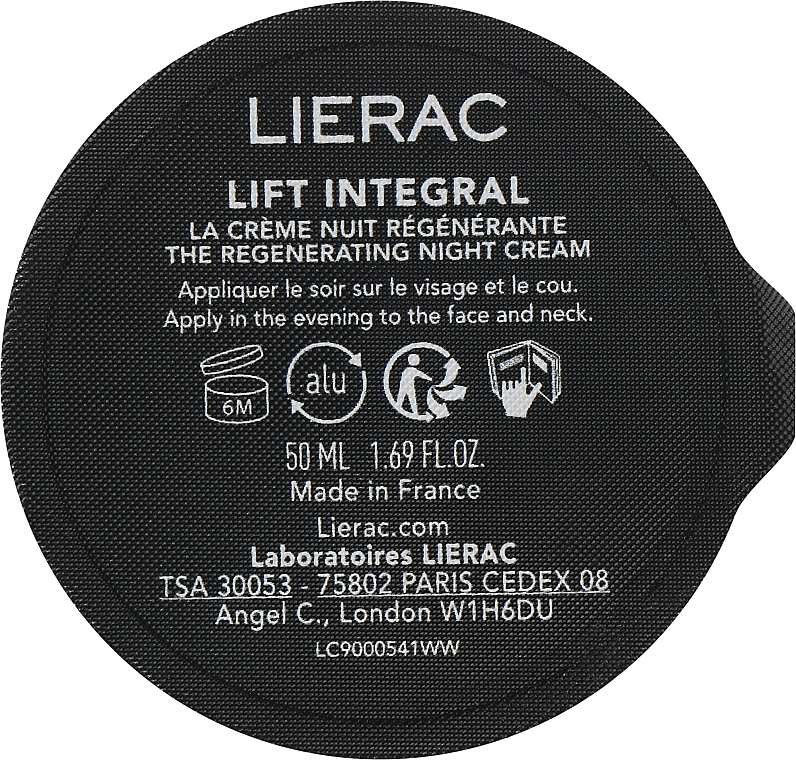 LIERAC
LIFT INTEGRAL
LA CRÈME NUIT RÉGÉNÉRANTE
THE REGENERATING NIGHT CREAM
Appliquer le soir sur le visage et le cou.
Apply in the evening to the face and neck.
6M alu
50 ML 1.69 FL.OZ.
Made in France
Lierac.com
Laboratoires LIERAC
TSA 30053 - 75802 PARIS CEDEX 08
Angel C., London W1H6DU
LC9000541WW